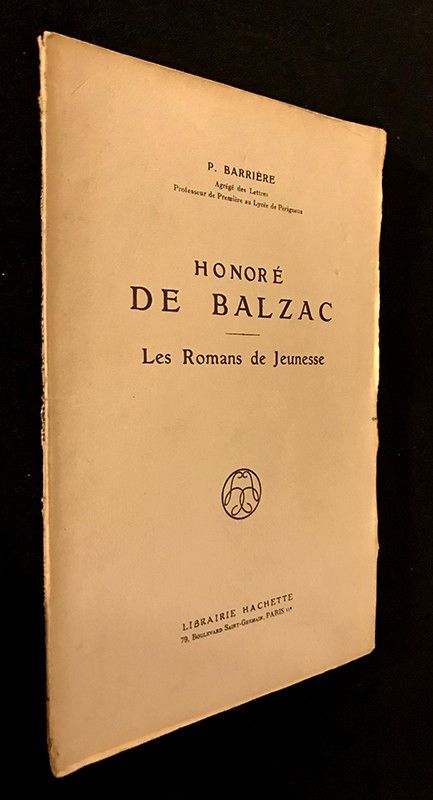 P. BARRIÈRE
Agrégé des Lettres
Professeur de Première au Lycée de Périgueux
HONORÉ
DE BALZAC
Les Romans de Jeunesse
LIBRAIRIE HACHETTE
79, BOULEVARD SAINT-GERMAIN, PARIS